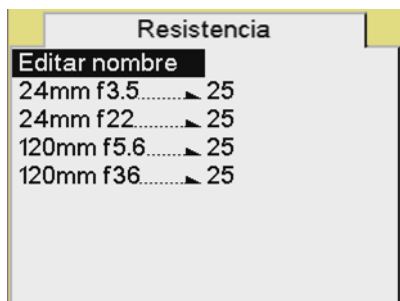 Resistencia
Editar nombre
24mm f3.5........ 25
24mm f22........ 25
120mm f5.6....... 25
120mm f36........ 25